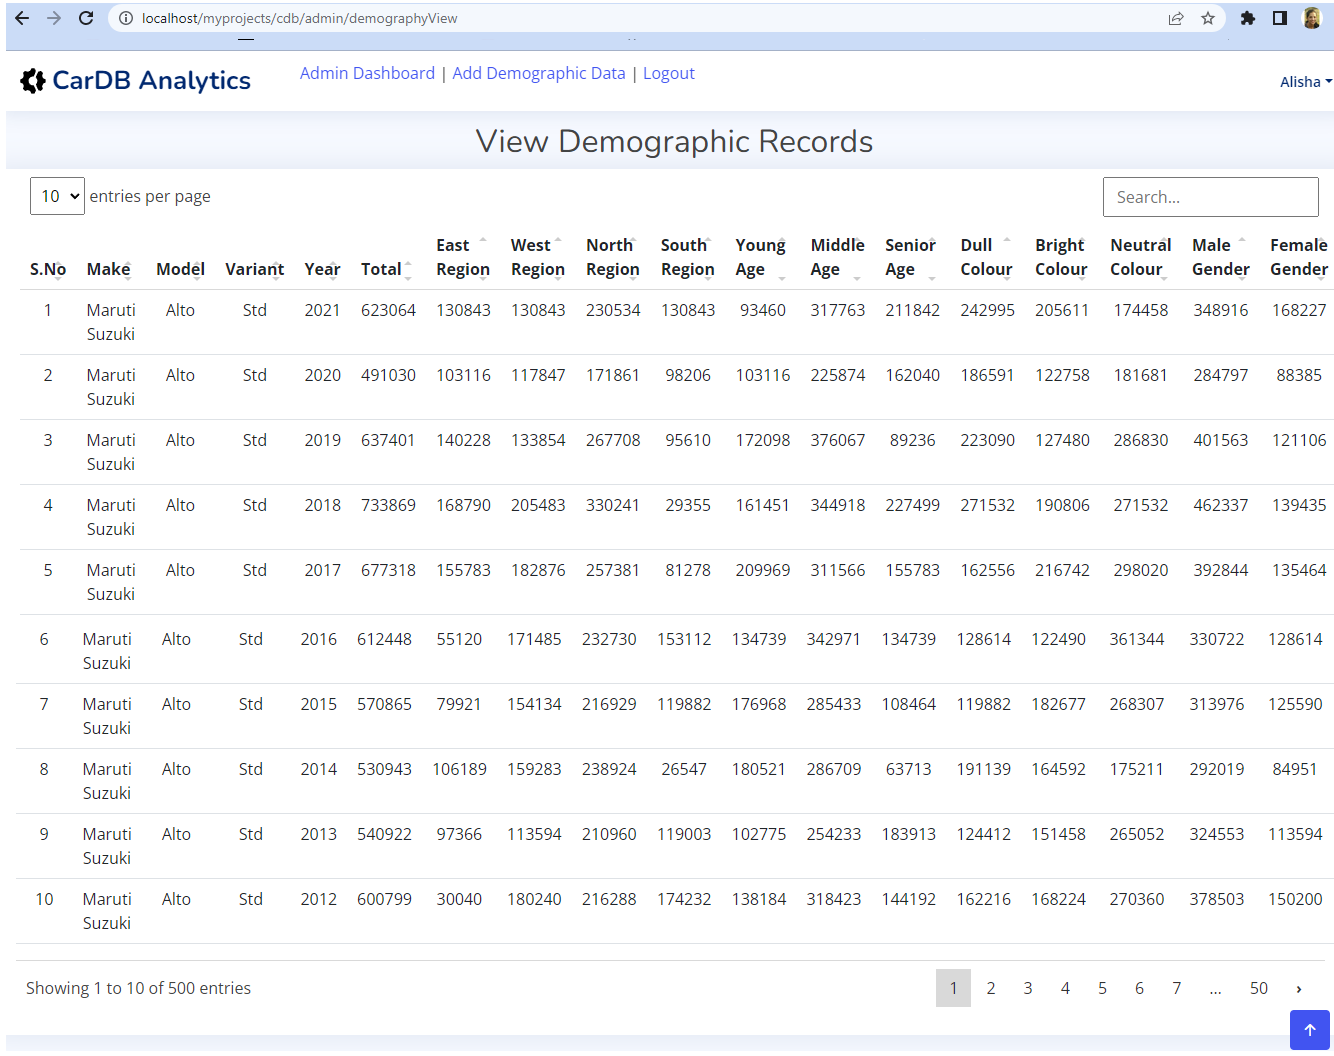 localhost/myprojects/cdb/admin/demographyView
CarDB Analytics
Admin Dashboard | Add Demographic Data | Logout
Alisha
View Demographic Records
10 entries per page
Search...
S.No Make Model Variant Year Total East Region West Region North Region South Region Young Age Middle Age Senior Age Dull Colour Bright Colour Neutral Colour Male Gender Female Gender
1 Maruti Suzuki Alto Std 2021 623064 130843 130843 230534 130843 93460 317763 211842 242995 205611 174458 348916 168227
2 Maruti Suzuki Alto Std 2020 491030 103116 117847 171861 98206 103116 225874 162040 186591 122758 181681 284797 88385
3 Maruti Suzuki Alto Std 2019 637401 140228 133854 267708 95610 172098 376067 89236 223090 127480 286830 401563 121106
4 Maruti Suzuki Alto Std 2018 733869 168790 205483 330241 29355 161451 344918 227499 271532 190806 271532 462337 139435
5 Maruti Suzuki Alto Std 2017 677318 155783 182876 257381 81278 209969 311566 155783 162556 216742 298020 392844 135464
6 Maruti Suzuki Alto Std 2016 612448 55120 171485 232730 153112 134739 342971 134739 128614 122490 361344 330722 128614
7 Maruti Suzuki Alto Std 2015 570865 79921 154134 216929 119882 176968 285433 108464 119882 182677 268307 313976 125590
8 Maruti Suzuki Alto Std 2014 530943 106189 159283 238924 26547 180521 286709 63713 191139 164592 175211 292019 84951
9 Maruti Suzuki Alto Std 2013 540922 97366 113594 210960 119003 102775 254233 183913 124412 151458 265052 324553 113594
10 Maruti Suzuki Alto Std 2012 600799 30040 180240 216288 174232 138184 318423 144192 162216 168224 270360 378503 150200
Showing 1 to 10 of 500 entries
1 2 3 4 5 6 7 ... 50 ›